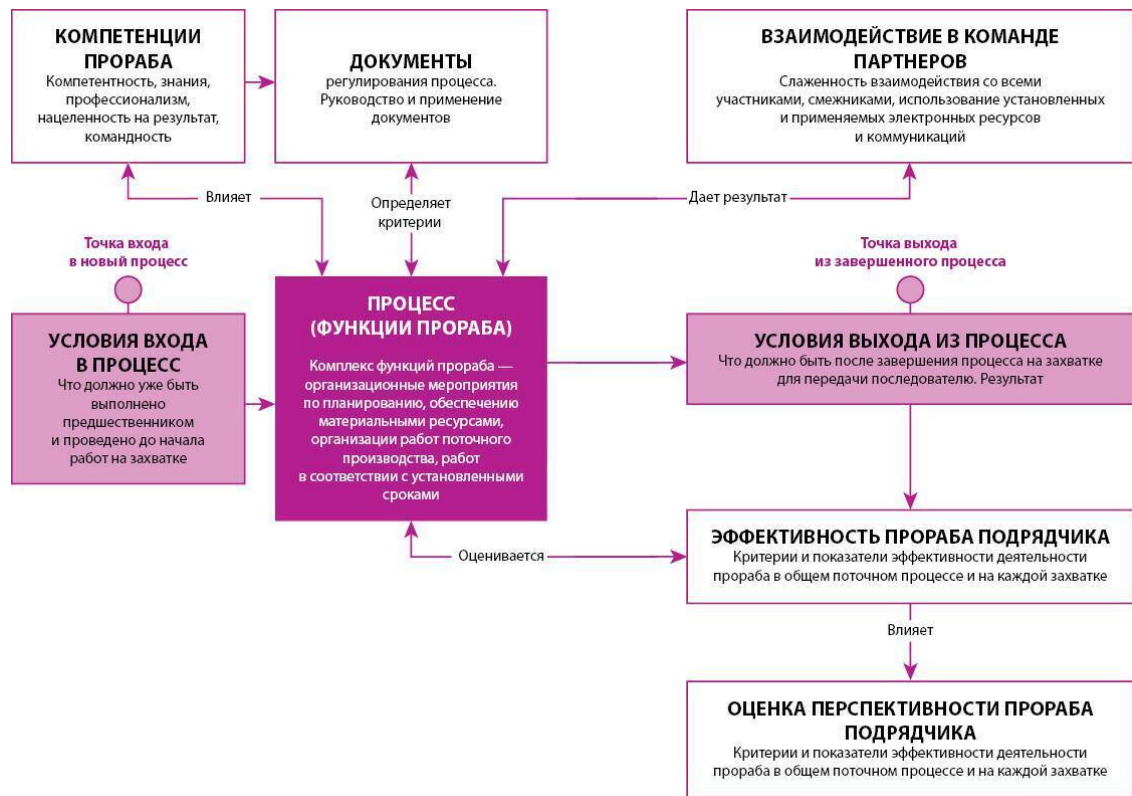 КОМПЕТЕНЦИИ
ПРОРАБА
Компетентность, знания,
профессионализм,
нацеленность на результат,
командность
ДОКУМЕНТЫ
регулирования процесса.
Руководство и применение
документов
ВЗАИМОДЕЙСТВИЕ В КОМАНДЕ
ПАРТНЕРОВ
Слаженность взаимодействия со всеми
участниками, смежниками, использование установленных
и применяемых электронных ресурсов
и коммуникаций
Влияет
Определяет
критерии
Дает результат
Точка входа
в новый процесс
Точка выхода
из завершенного процесса
УСЛОВИЯ ВХОДА
В ПРОЦЕСС
Что должно уже быть
выполнено
предшественником
и проведено до начала
работ на захватке
ПРОЦЕСС
(ФУНКЦИИ ПРОРАБА)
Комплекс функций прораба —
организационные мероприятия
по планированию, обеспечению
материальными ресурсами,
организации работ поточного
производства, работ
в соответствии с установленными
сроками
УСЛОВИЯ ВЫХОДА ИЗ ПРОЦЕССА
Что должно быть после завершения процесса на захватке
для передачи последователю. Результат
Оценивается
ЭФФЕКТИВНОСТЬ ПРОРАБА ПОДРЯДЧИКА
Критерии и показатели эффективности деятельности
прораба в общем поточном процессе и на каждой захватке
Влияет
ОЦЕНКА ПЕРСПЕКТИВНОСТИ ПРОРАБА
ПОДРЯДЧИКА
Критерии и показатели эффективности деятельности
прораба в общем поточном процессе и на каждой захватке